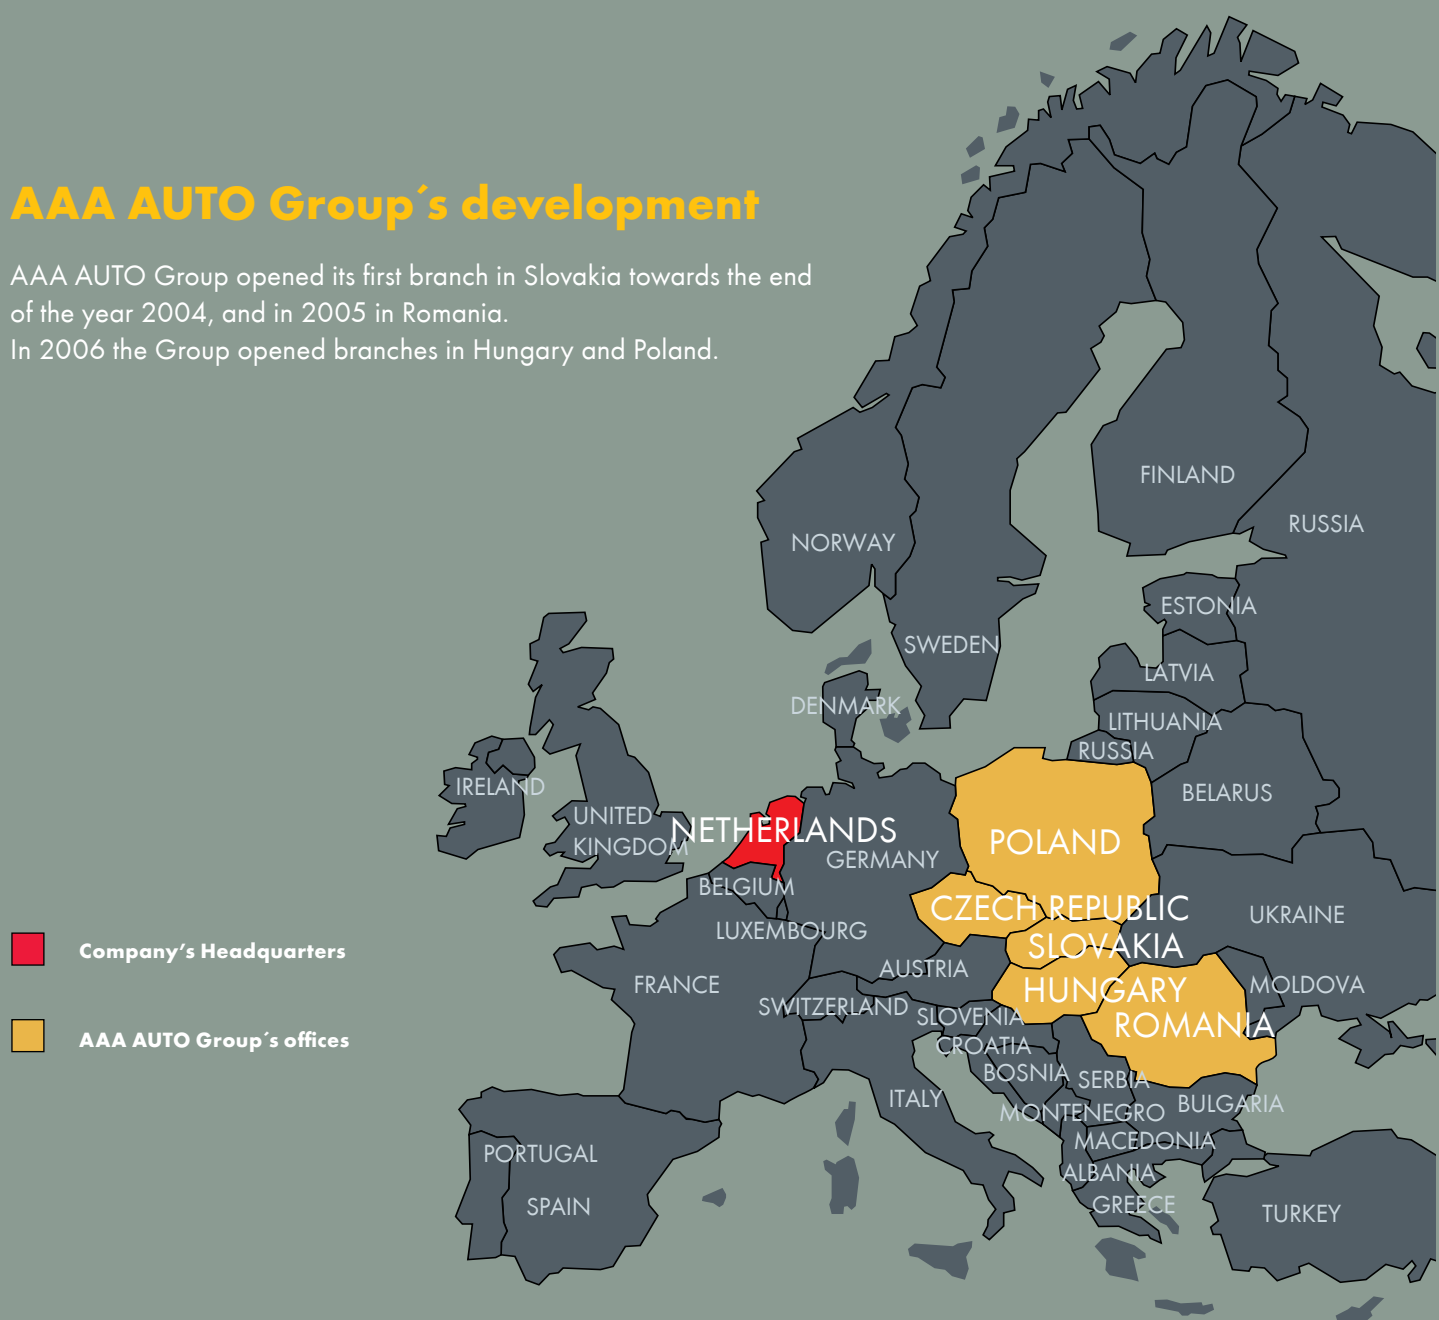 AAA AUTO Group´s development
AAA AUTO Group opened its first branch in Slovakia towards the end
of the year 2004, and in 2005 in Romania.
In 2006 the Group opened branches in Hungary and Poland.
FINLAND
RUSSIA
NORWAY
ESTONIA
SWEDEN
LATVIA
DENMARK
LITHUANIA
RUSSIA
IRELAND
BELARUS
UNITED
KINGDOM
NETHERLANDS
POLAND
GERMANY
BELGIUM
CZECH REPUBLIC
UKRAINE
LUXEMBOURG
SLOVAKIA
Company’s Headquarters
AUSTRIA
FRANCE
HUNGARY
MOLDOVA
SWITZERLAND
SLOVENIA
ROMANIA
AAA AUTO Group´s offices
CROATIA
BOSNIA
SERBIA
ITALY
MONTENEGRO
BULGARIA
MACEDONIA
PORTUGAL
ALBANIA
SPAIN
GREECE
TURKEY